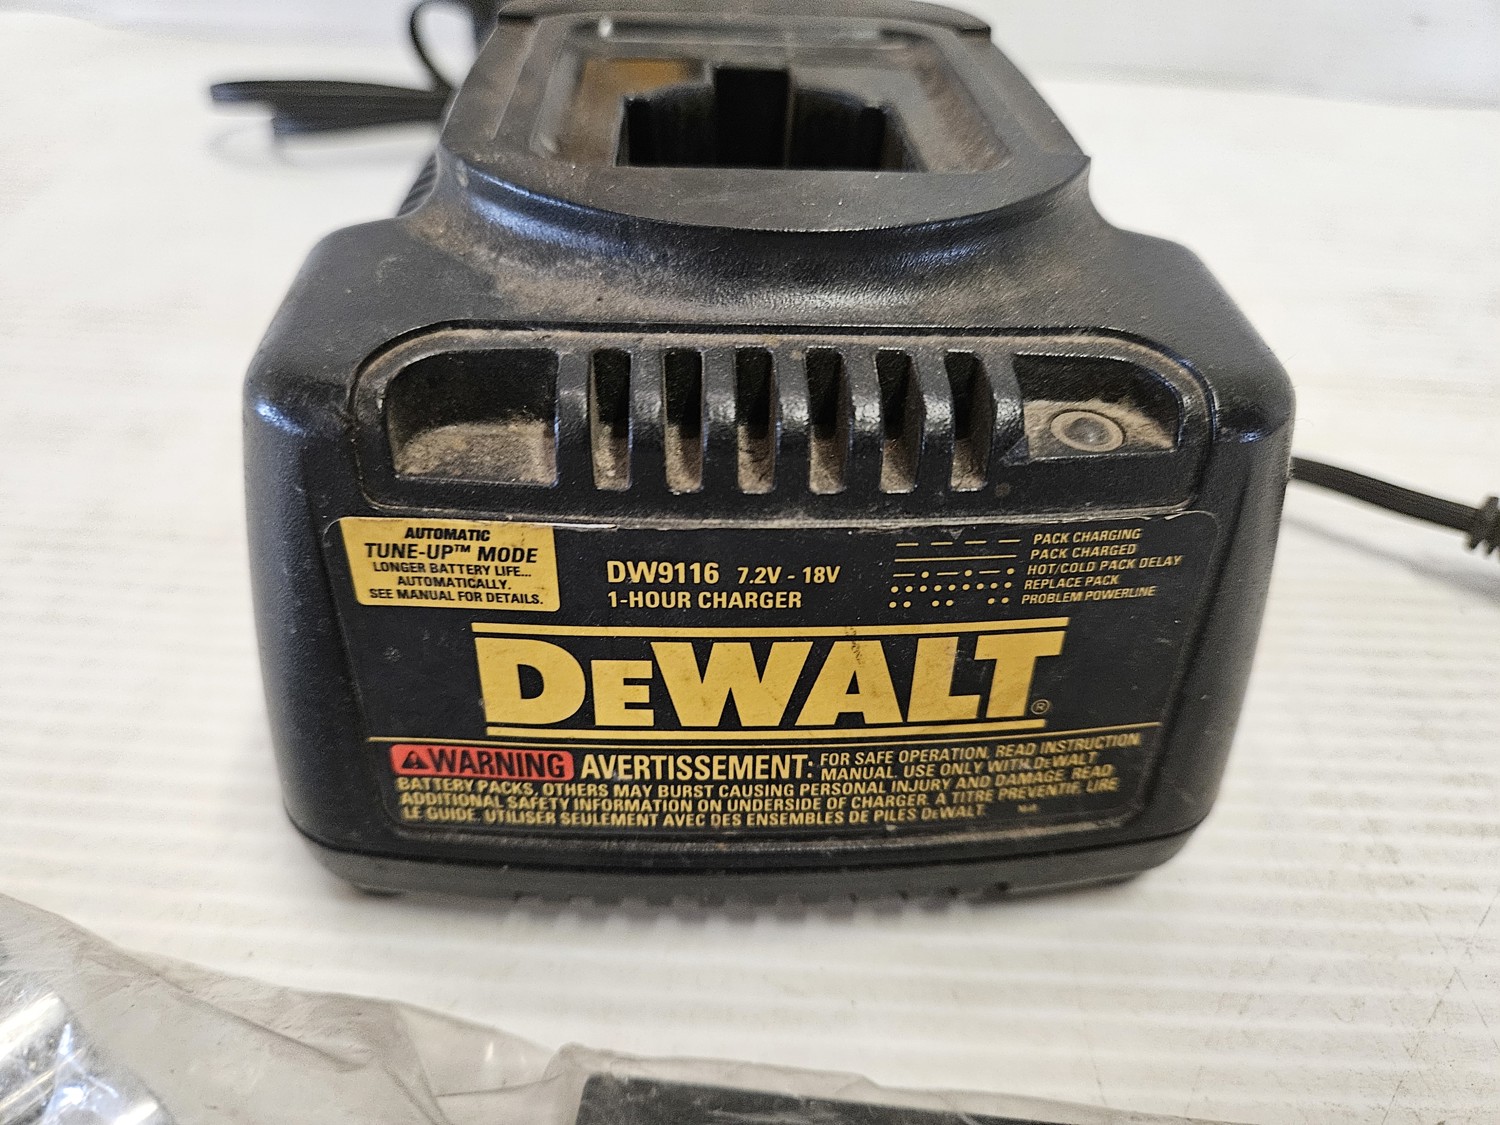 AUTOMATIC
TUNE-UP™ MODE
LONGER BATTERY LIFE...
AUTOMATICALLY.
SEE MANUAL FOR DETAILS.
DW9116 7.2V - 18V
1-HOUR CHARGER
PACK CHARGING
PACK CHARGED
HOT/COLD PACK DELAY
REPLACE PACK
PROBLEM POWERLINE
DEWALT®
WARNING AVERTISSEMENT: FOR SAFE OPERATION, READ INSTRUCTION
MANUAL. USE ONLY WITH DEWALT
BATTERY PACKS, OTHERS MAY BURST CAUSING PERSONAL INJURY AND DAMAGE. READ
ADDITIONAL SAFETY INFORMATION ON UNDERSIDE OF CHARGER. A TITRE PREVENTIF, LIRE
LE GUIDE. UTILISER SEULEMENT AVEC DES ENSEMBLES DE PILES DEWALT.